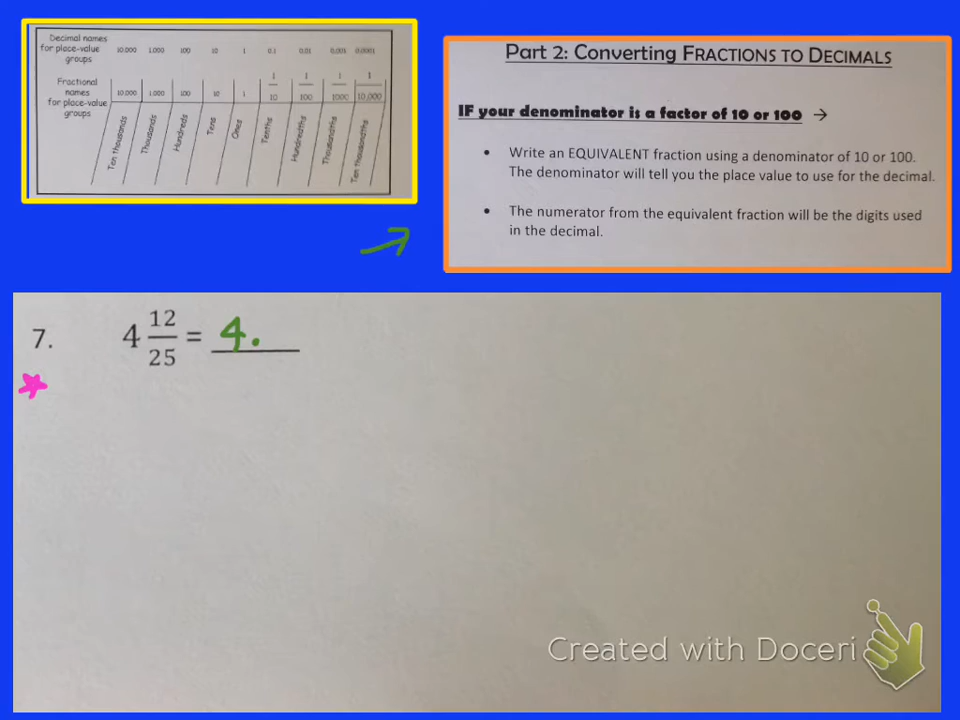 Decimal names
for place-value
groups
10,000 1,000 100 10 1 0.1 0.01 0.001 0.0001
Fractional
names
for place-value
groups
10,000 1,000 100 10 1 1/10 1/100 1/1000 1/10,000
Ten thousands
Thousands
Hundreds
Tens
Ones
Tenths
Hundredths
Thousandths
Ten thousandths
Part 2: Converting FRACTIONS TO DECIMALS
IF your denominator is a factor of 10 or 100 →
• Write an EQUIVALENT fraction using a denominator of 10 or 100.
The denominator will tell you the place value to use for the decimal.
• The numerator from the equivalent fraction will be the digits used
in the decimal.
7. 4 12/25 = 4.
Created with Doceri